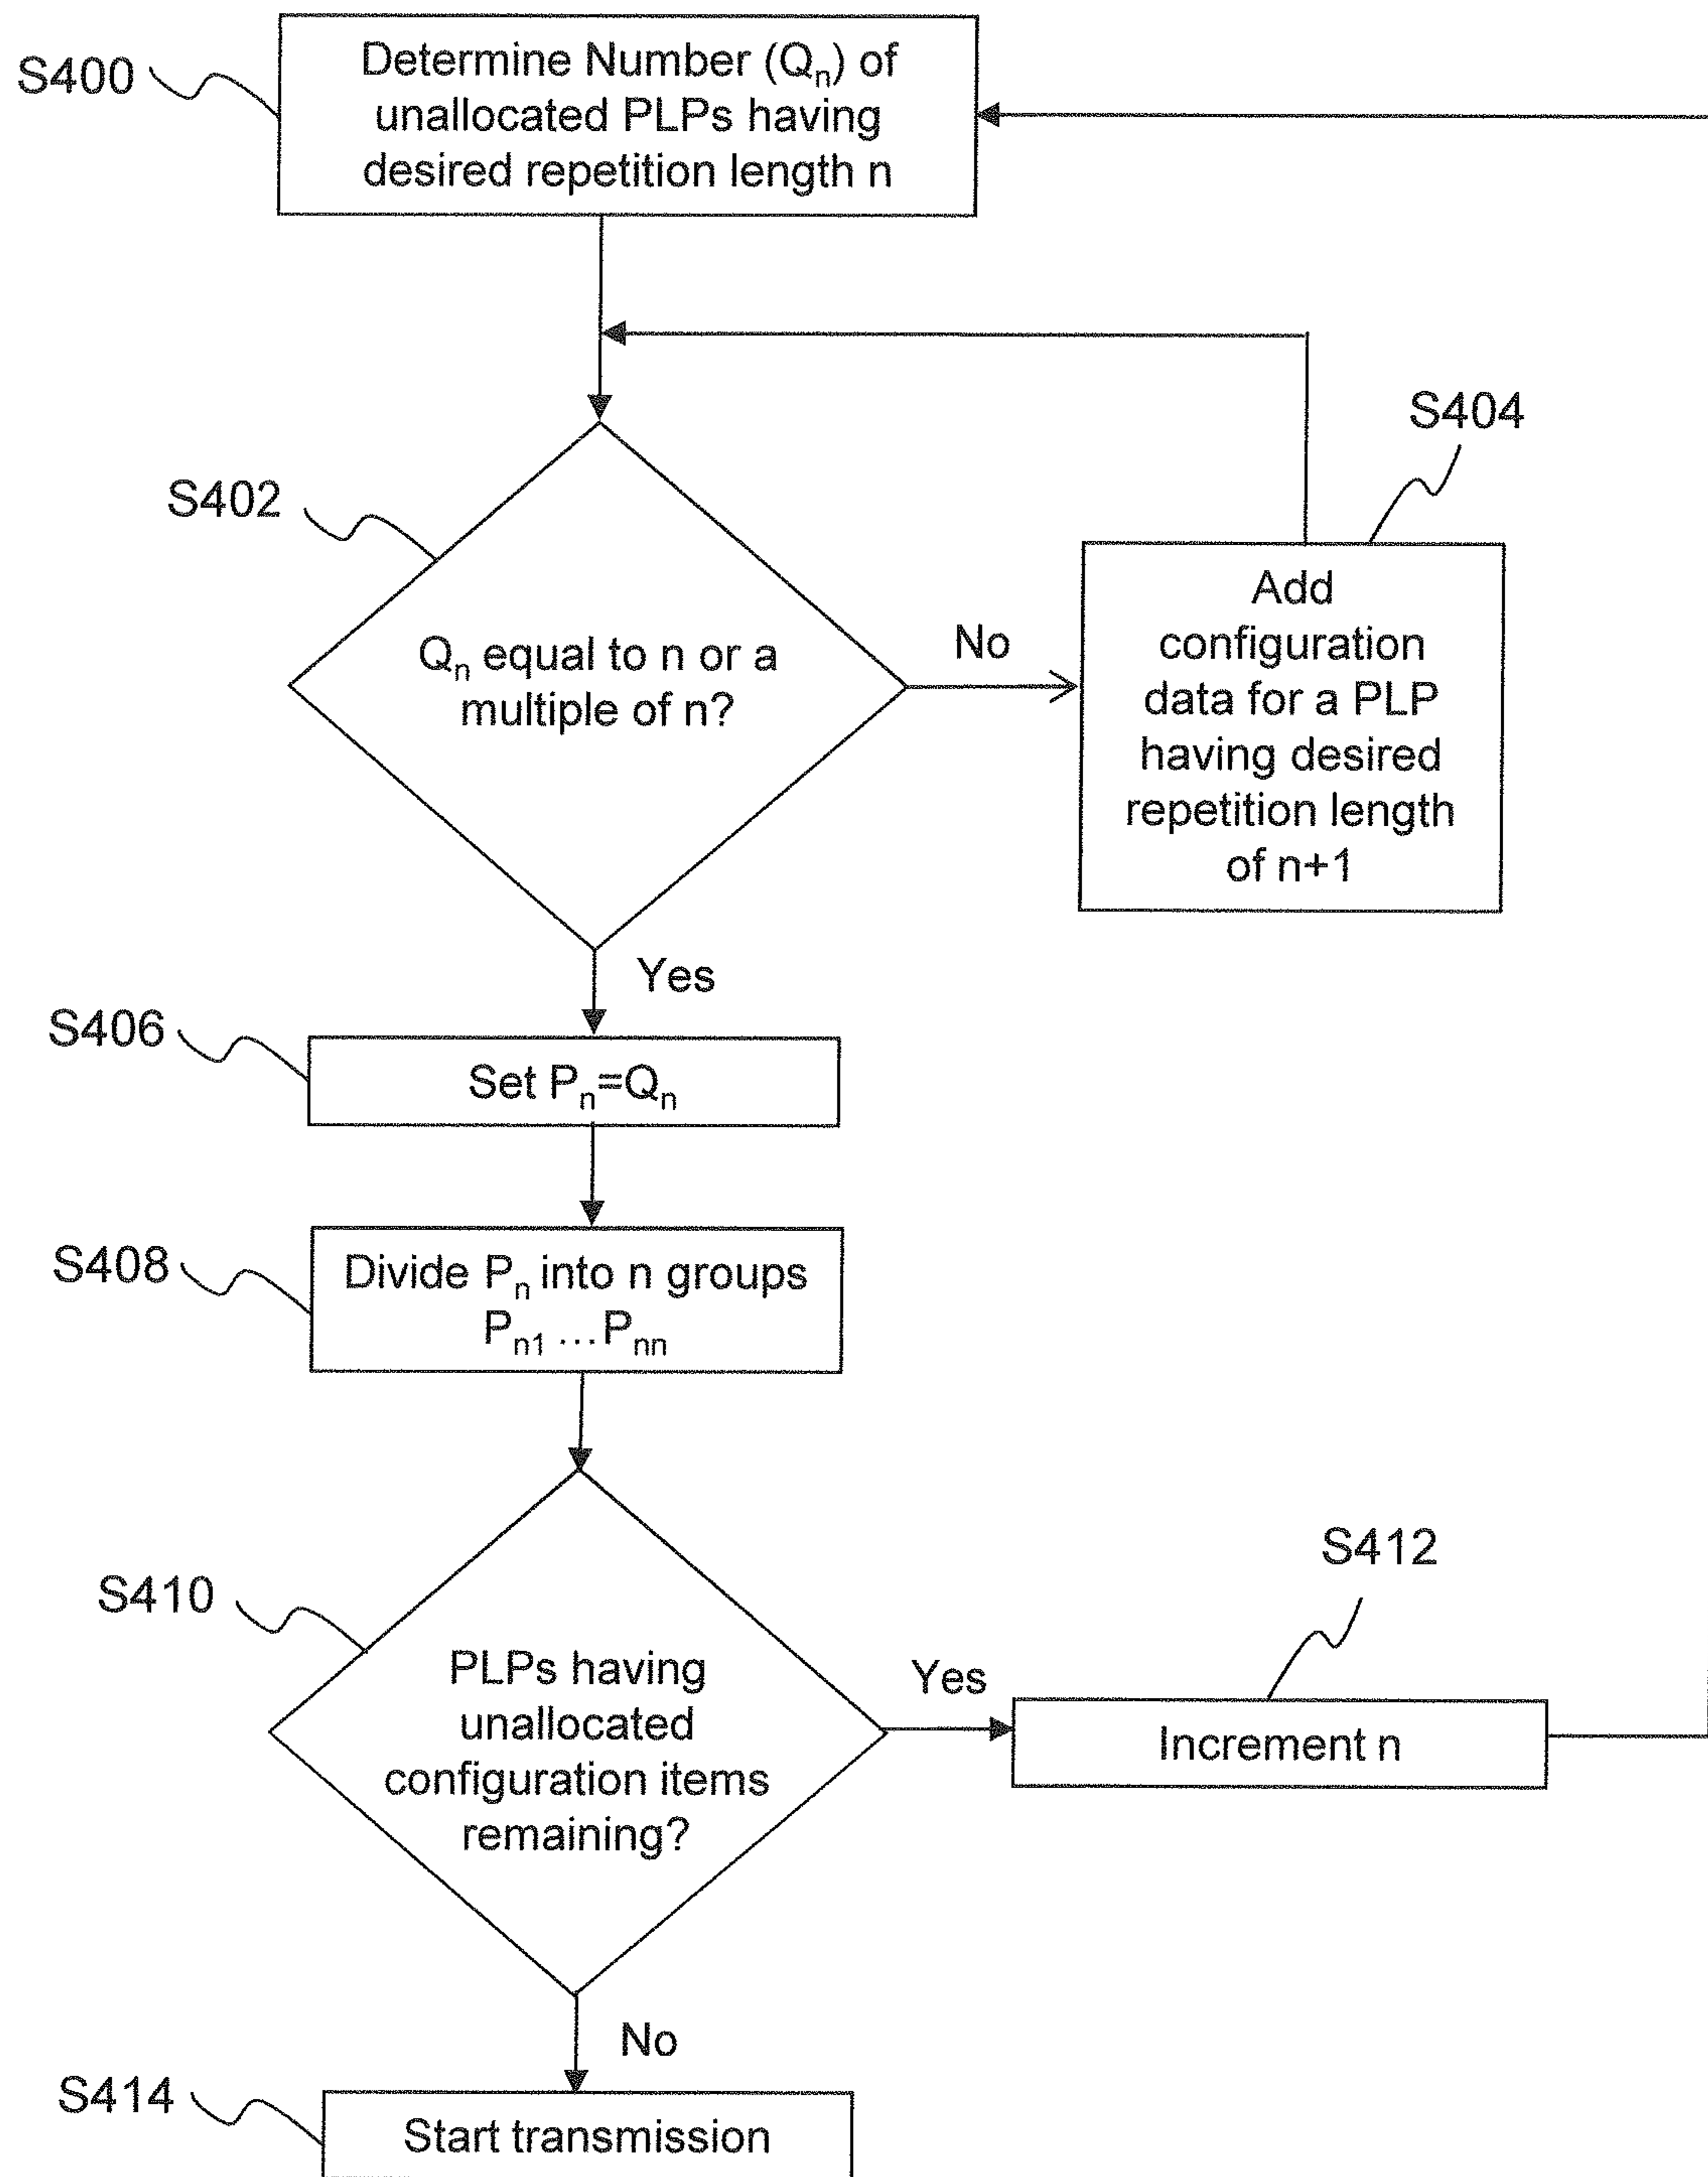 S400
Determine Number (Qn) of
unallocated PLPs having
desired repetition length n
S402
Qn equal to n or a
multiple of n?
No
S404
Add
configuration
data for a PLP
having desired
repetition length
of n+1
Yes
S406
Set Pn=Qn
S408
Divide Pn into n groups
Pn1 ...Pnn
S410
PLPs having
unallocated
configuration items
remaining?
Yes
S412
Increment n
No
S414
Start transmission